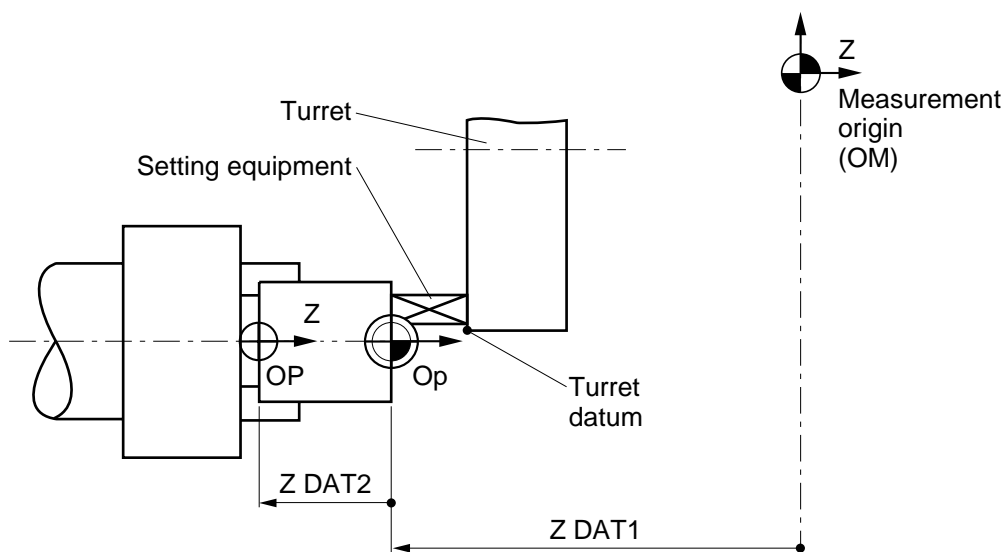 Z
Measurement
origin
(OM)
Turret
Setting equipment
Z
OP
Op
Turret
datum
Z DAT2
Z DAT1